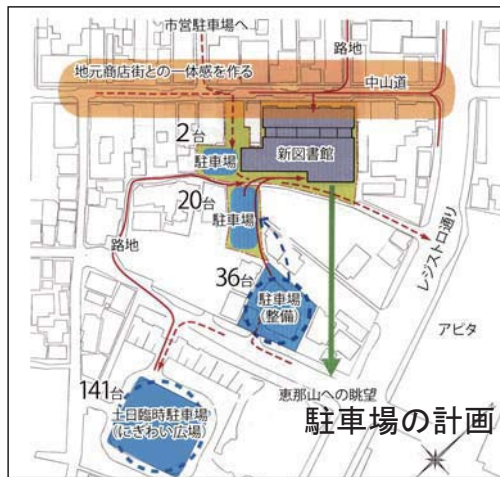 市営駐車場へ
路地
地元商店街との一体感を作る
中山道
2台
駐車場
新図書館
20台
駐車場
レジストロ通り
路地
36台
駐車場
(整備)
アピタ
141台
恵那山への眺望
土日臨時駐車場
(にぎわい広場)
駐車場の計画